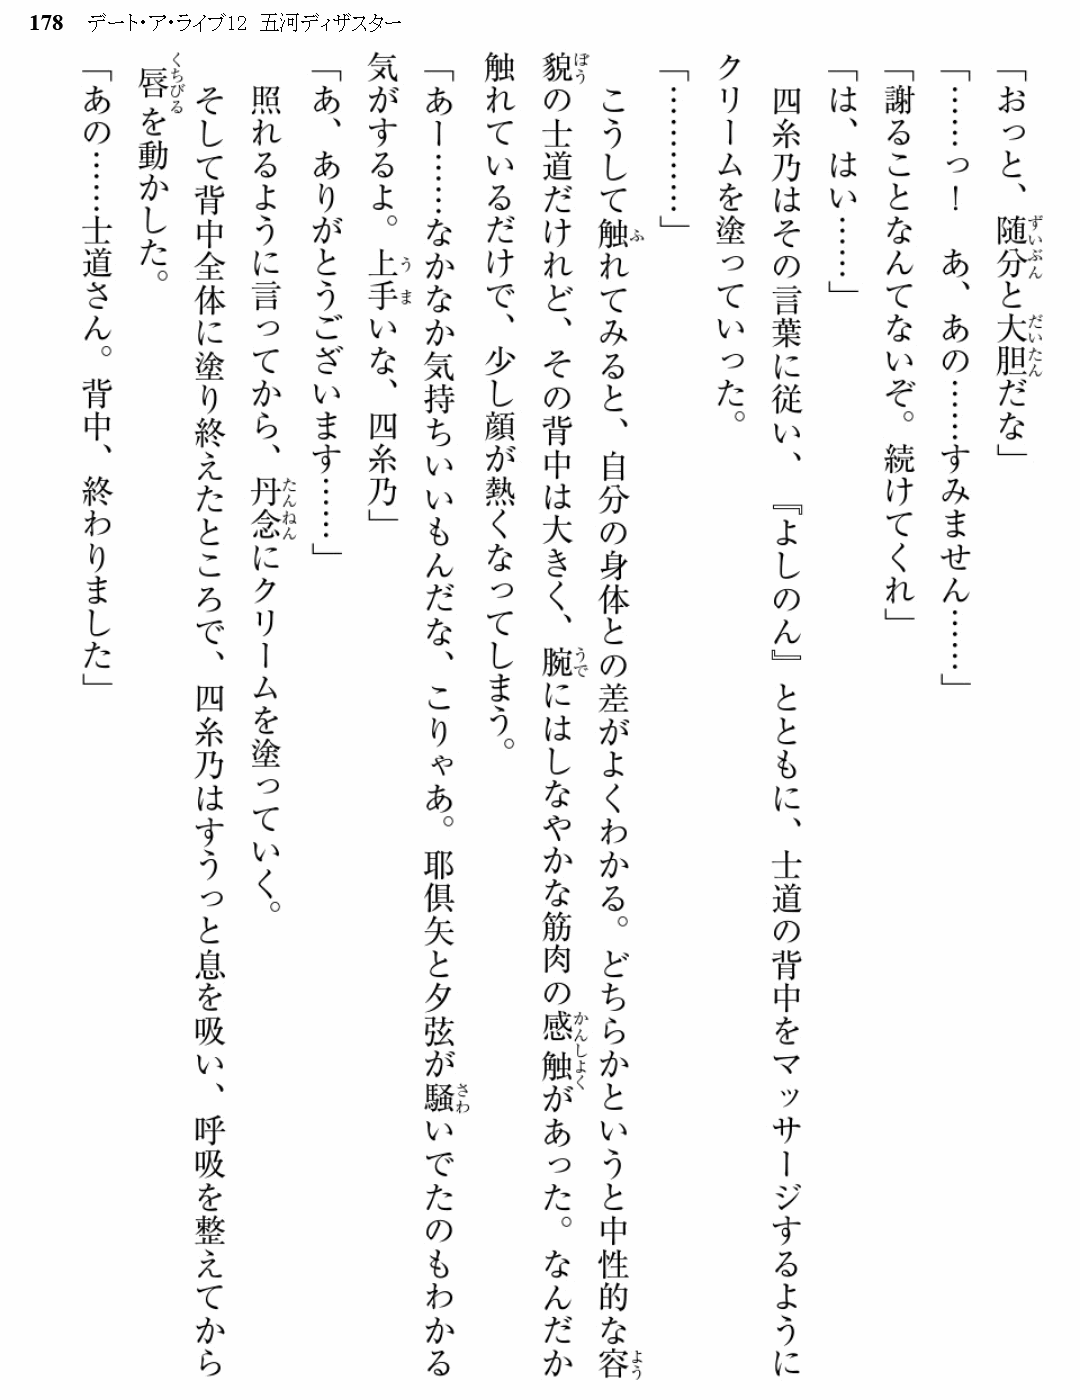 178 デート・ア・ライブ12 五河ディザスター
「おっと、随分と大胆だな」
「……っ！　あ、あの……すみません……」
「謝ることなんてないぞ。続けてくれ」
「は、はい……」
　四糸乃はその言葉に従い、『よしのん』とともに、士道の背中をマッサージするように
クリームを塗っていった。
「…………」
　こうして触れてみると、自分の身体との差がよくわかる。どちらかというと中性的な容
貌の士道だけれど、その背中は大きく、腕にはしなやかな筋肉の感触があった。なんだか
触れているだけで、少し顔が熱くなってしまう。
「あー……なかなか気持ちいいもんだな、こりゃあ。耶倶矢と夕弦が騒いでたのもわかる
気がするよ。上手いな、四糸乃」
「あ、ありがとうございます……」
　照れるように言ってから、丹念にクリームを塗っていく。
　そして背中全体に塗り終えたところで、四糸乃はすうっと息を吸い、呼吸を整えてから
唇を動かした。
「あの……士道さん。背中、終わりました」